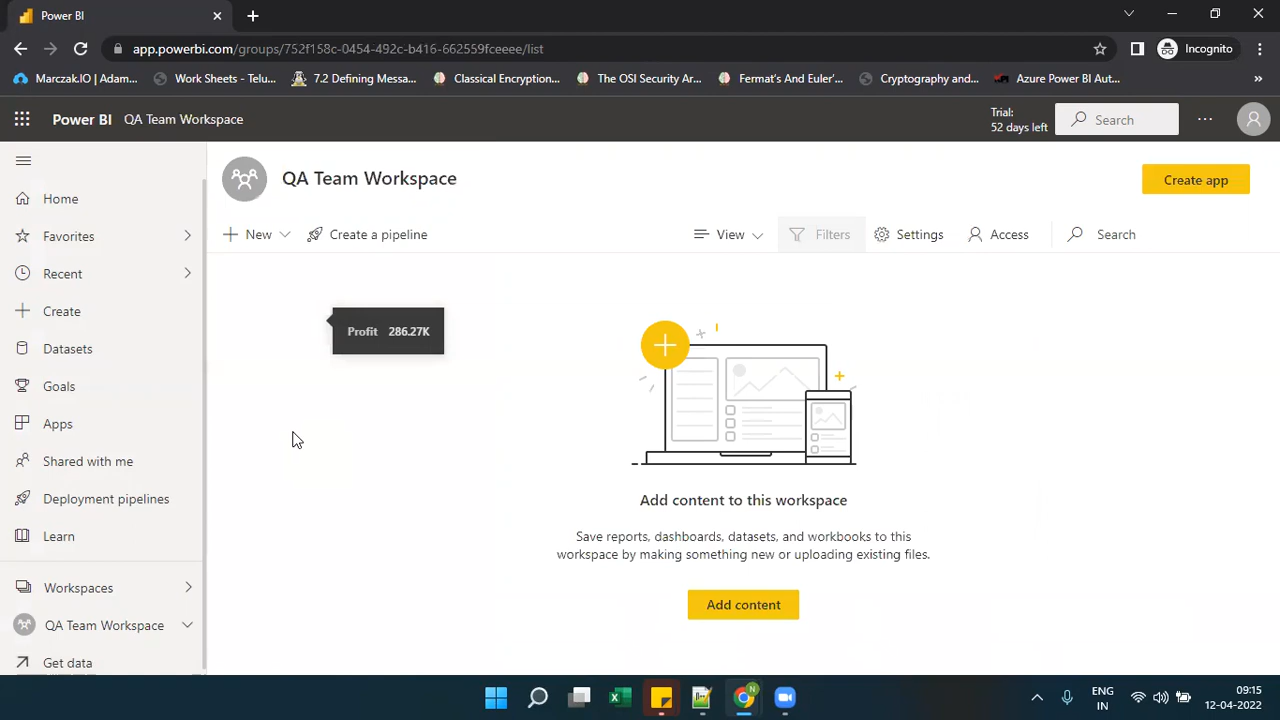 Power BI
app.powerbi.com/groups/752f158c-0454-492c-b416-662559fceeee/list
Incognito
Marczak.IO | Adam...
Work Sheets - Telu...
7.2 Defining Messa...
Classical Encryption...
The OSI Security Ar...
Fermat's And Euler'...
Cryptography and...
Azure Power BI Aut...
Power BI QA Team Workspace
Trial:
52 days left
Search
QA Team Workspace
Create app
New
Create a pipeline
View
Filters
Settings
Access
Search
Home
Favorites
Recent
Create
Datasets
Goals
Apps
Shared with me
Deployment pipelines
Learn
Workspaces
QA Team Workspace
Get data
Profit 286.27K
Add content to this workspace
Save reports, dashboards, datasets, and workbooks to this
workspace by making something new or uploading existing files.
Add content
N
ENG
IN
09:15
12-04-2022